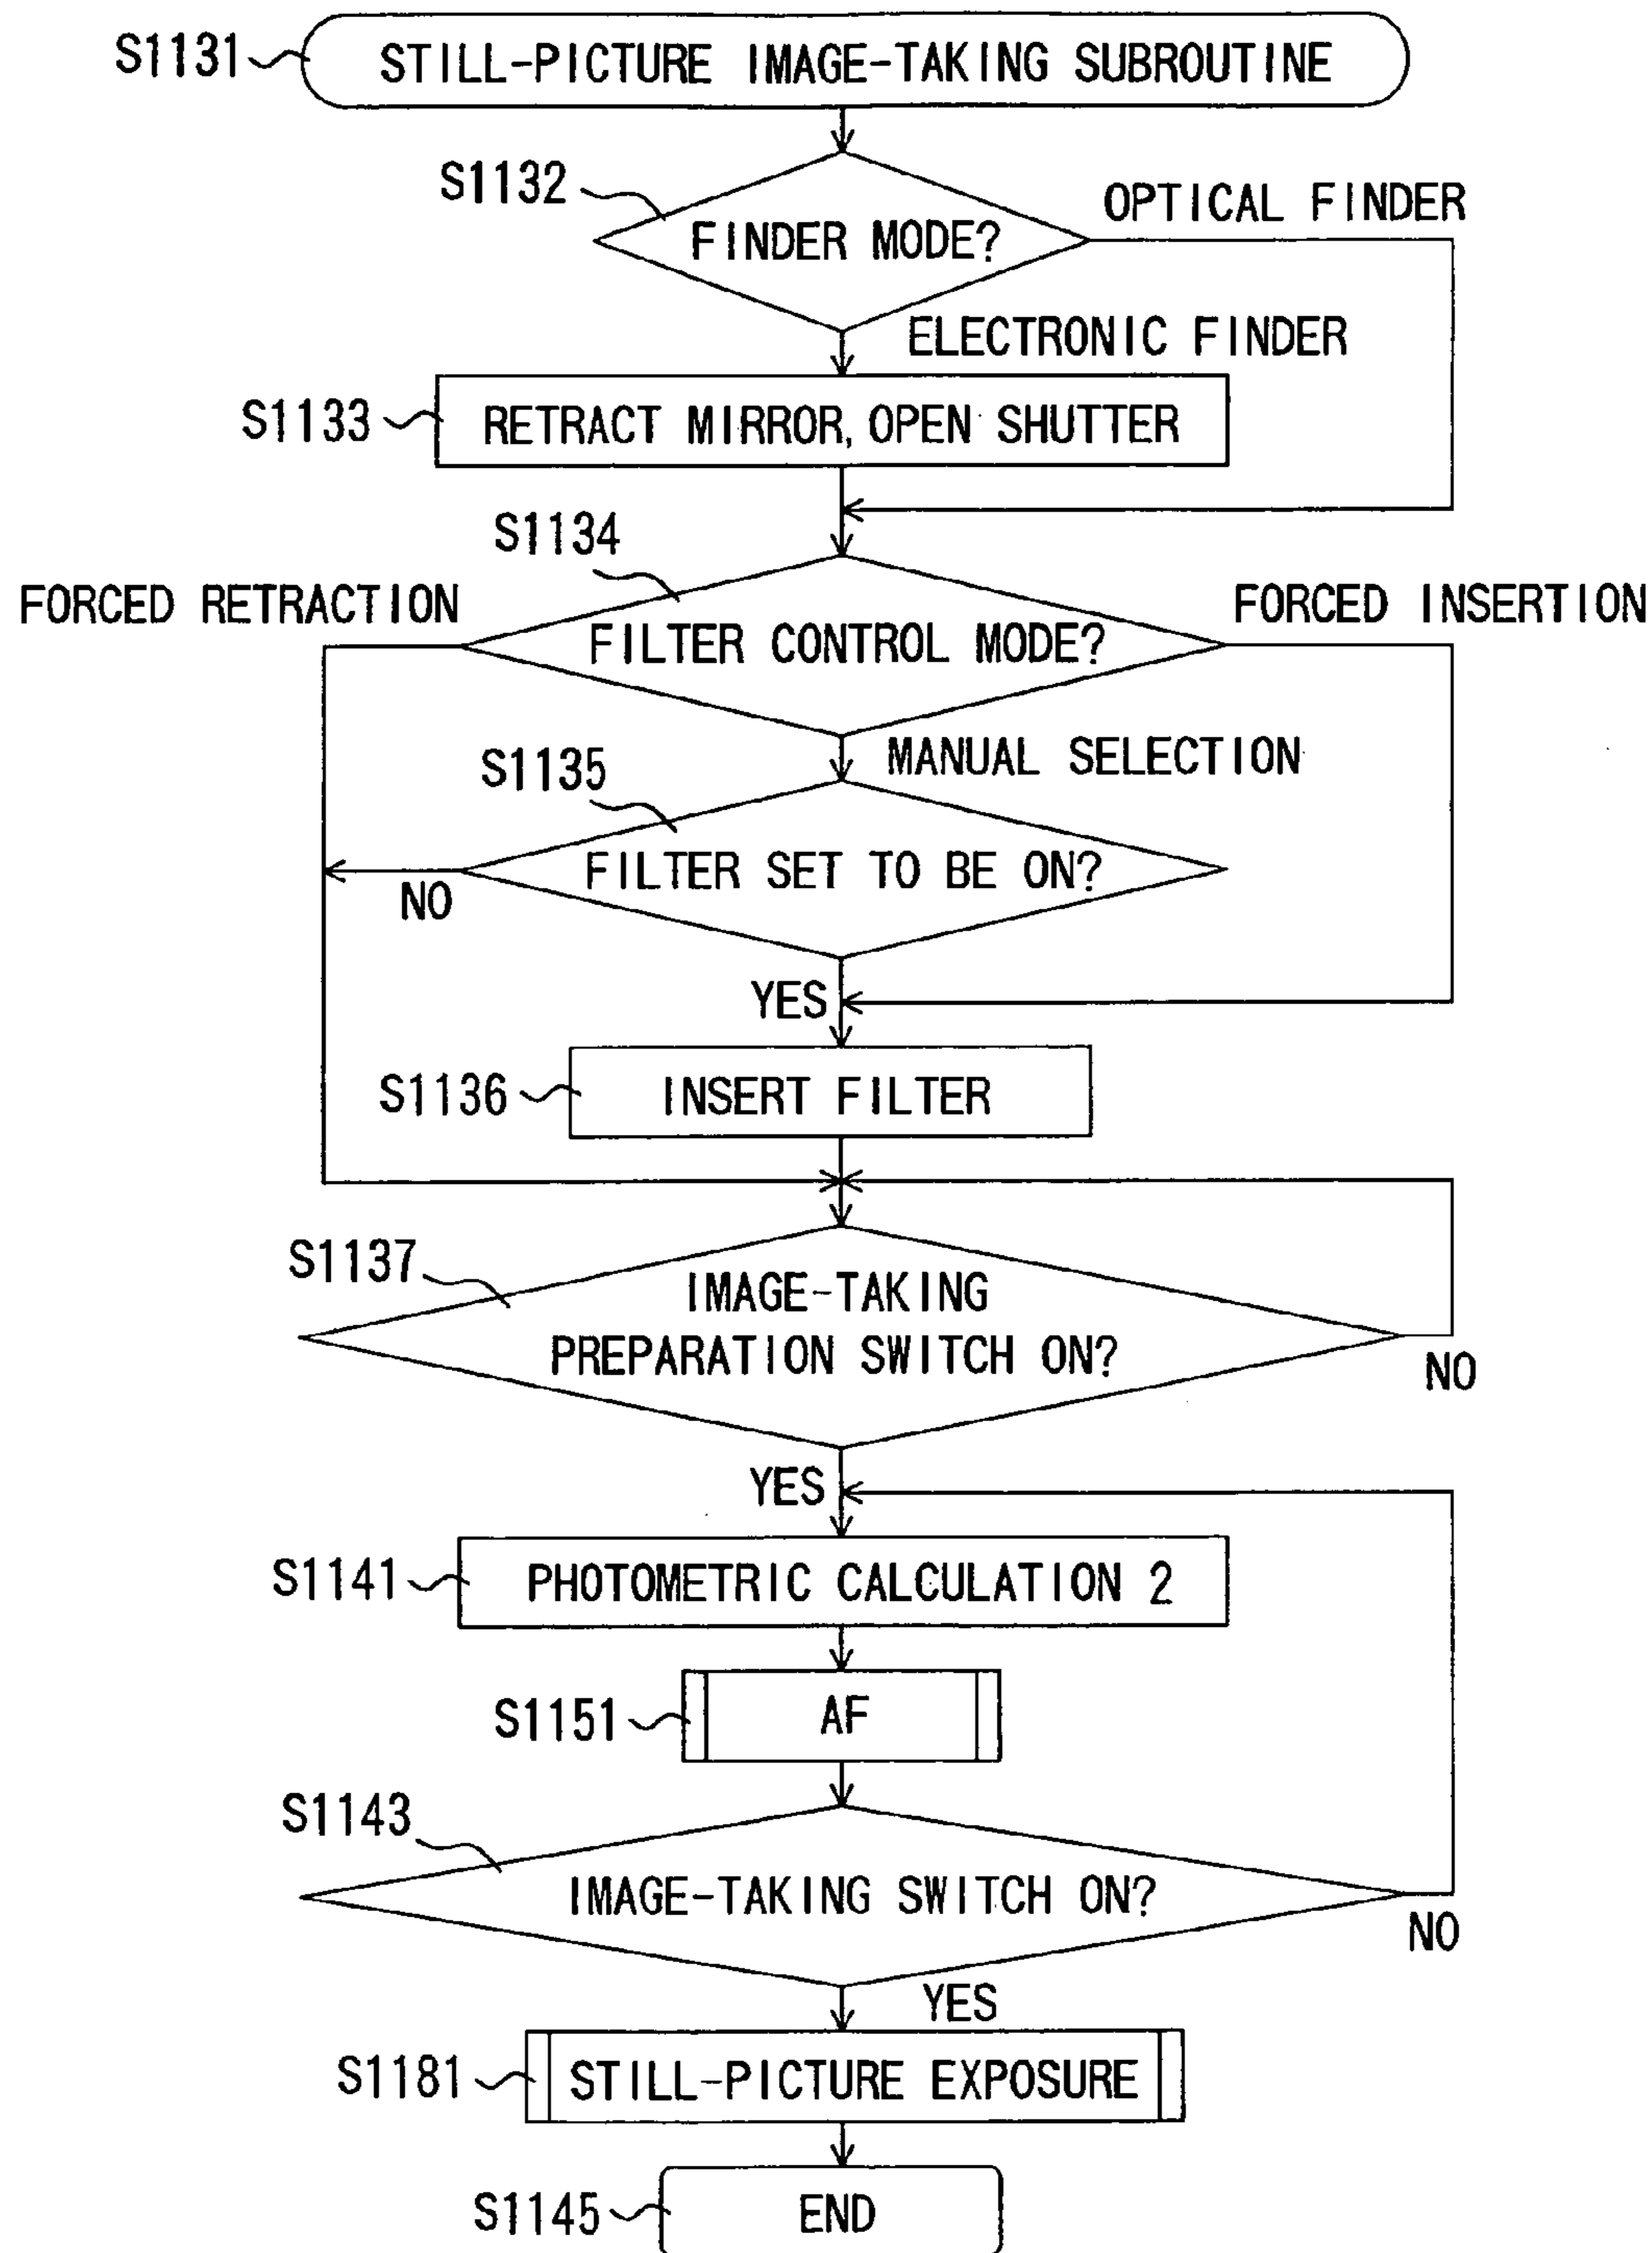 S1131
STILL-PICTURE IMAGE-TAKING SUBROUTINE
S1132
FINDER MODE?
OPTICAL FINDER
ELECTRONIC FINDER
S1133
RETRACT MIRROR, OPEN SHUTTER
S1134
FORCED RETRACTION
FORCED INSERTION
FILTER CONTROL MODE?
MANUAL SELECTION
S1135
FILTER SET TO BE ON?
NO
YES
S1136
INSERT FILTER
S1137
IMAGE-TAKING
PREPARATION SWITCH ON?
NO
YES
S1141
PHOTOMETRIC CALCULATION 2
S1151
AF
S1143
IMAGE-TAKING SWITCH ON?
NO
YES
S1181
STILL-PICTURE EXPOSURE
S1145
END